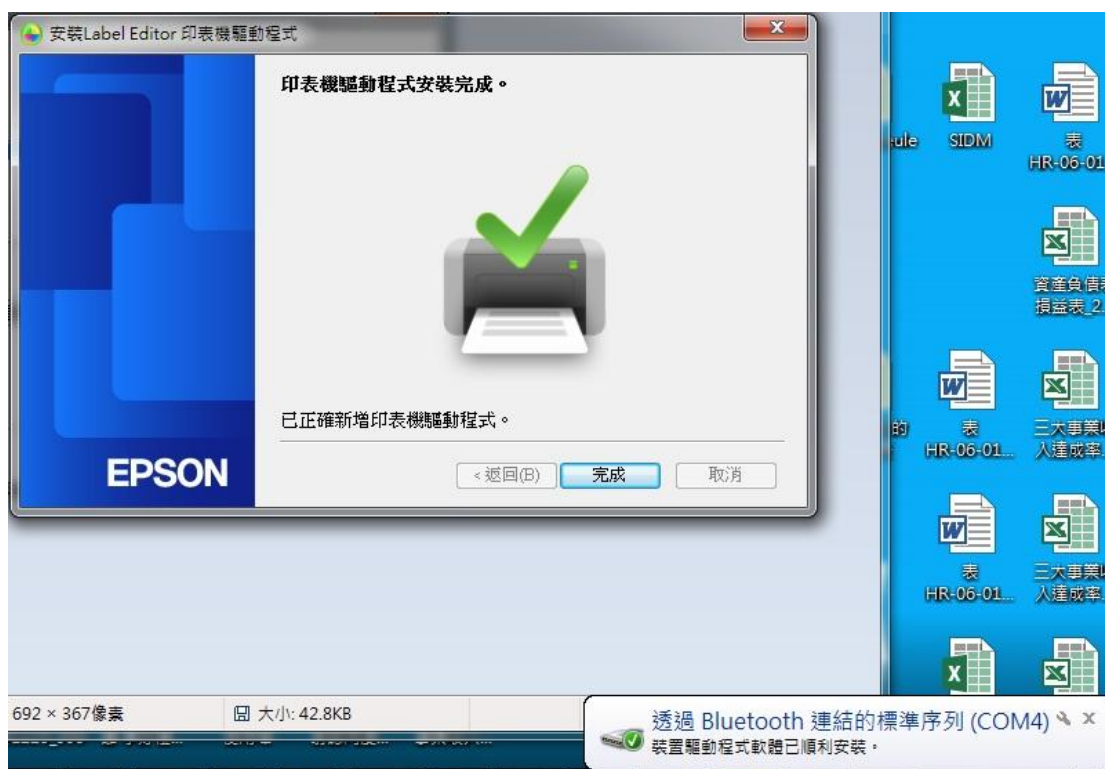 安裝Label Editor 印表機驅動程式
印表機驅動程式安裝完成。
已正確新增印表機驅動程式。
EPSON
<返回(B)
完成
取消
SIDM
表
HR-06-01
損益表_2.
表
HR-06-01...
三大事業
入達成率.
表
HR-06-01...
三大事業
入達成率.
692 × 367像素
大小: 42.8KB
透過 Bluetooth 連結的標準序列 (COM4)
裝置驅動程式軟體已順利安裝。